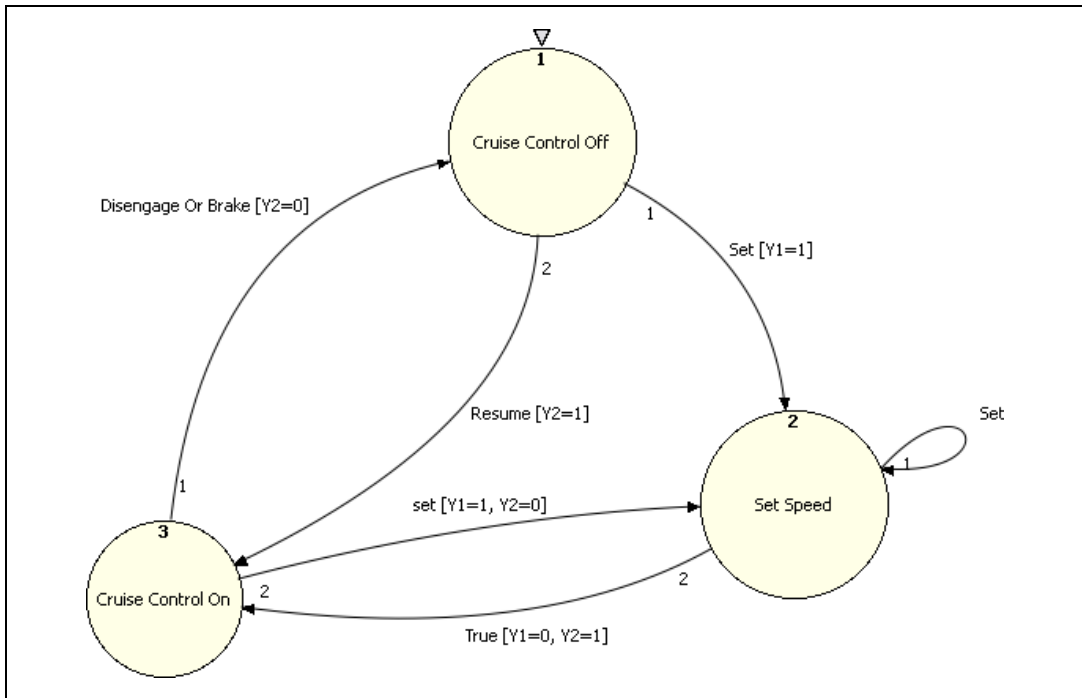 1
Cruise Control Off
Disengage Or Brake [Y2=0]
1
Set [Y1=1]
2
Resume [Y2=1]
2
Set
1
1
set [Y1=1, Y2=0]
Set Speed
3
2
2
Cruise Control On
True [Y1=0, Y2=1]